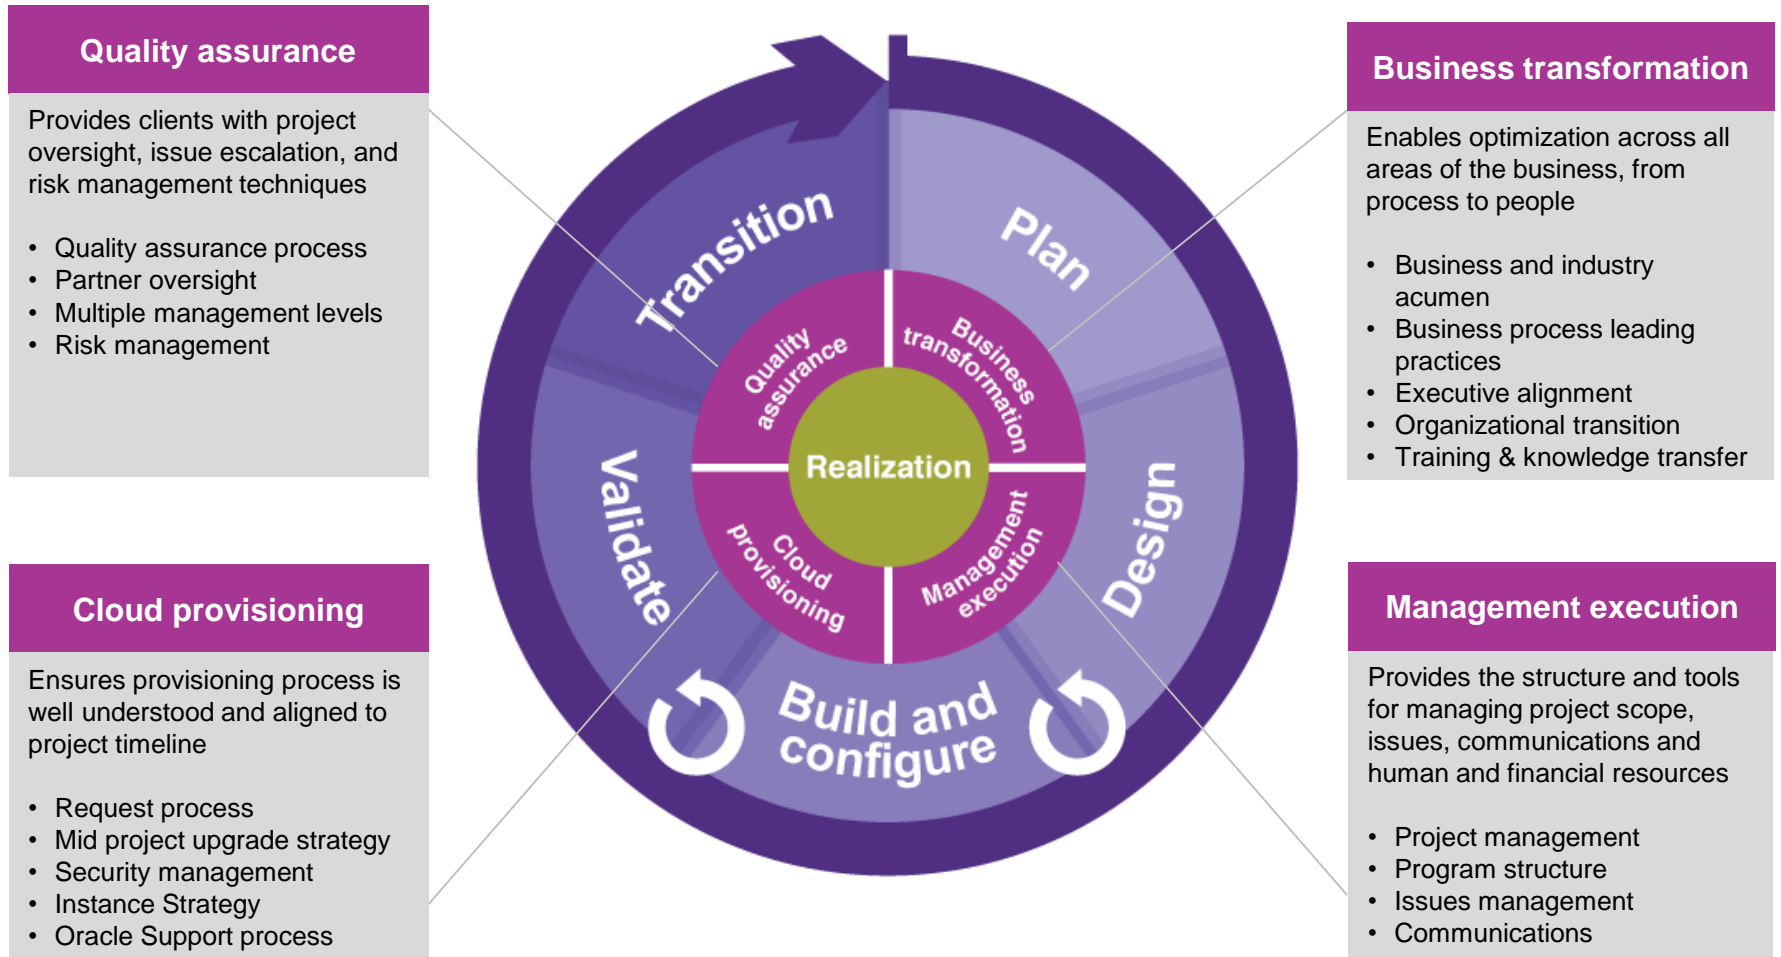 Quality assurance
Provides clients with project
oversight, issue escalation, and
risk management techniques
• Quality assurance process
• Partner oversight
• Multiple management levels
• Risk management
Business transformation
Enables optimization across all
areas of the business, from
process to people
• Business and industry
acumen
• Business process leading
practices
• Executive alignment
• Organizational transition
• Training & knowledge transfer
Transition
Plan
Quality
assurance
Business
transformation
Realization
Validate
Design
Cloud
provisioning
Management
execution
Build and
configure
Cloud provisioning
Ensures provisioning process is
well understood and aligned to
project timeline
• Request process
• Mid project upgrade strategy
• Security management
• Instance Strategy
• Oracle Support process
Management execution
Provides the structure and tools
for managing project scope,
issues, communications and
human and financial resources
• Project management
• Program structure
• Issues management
• Communications